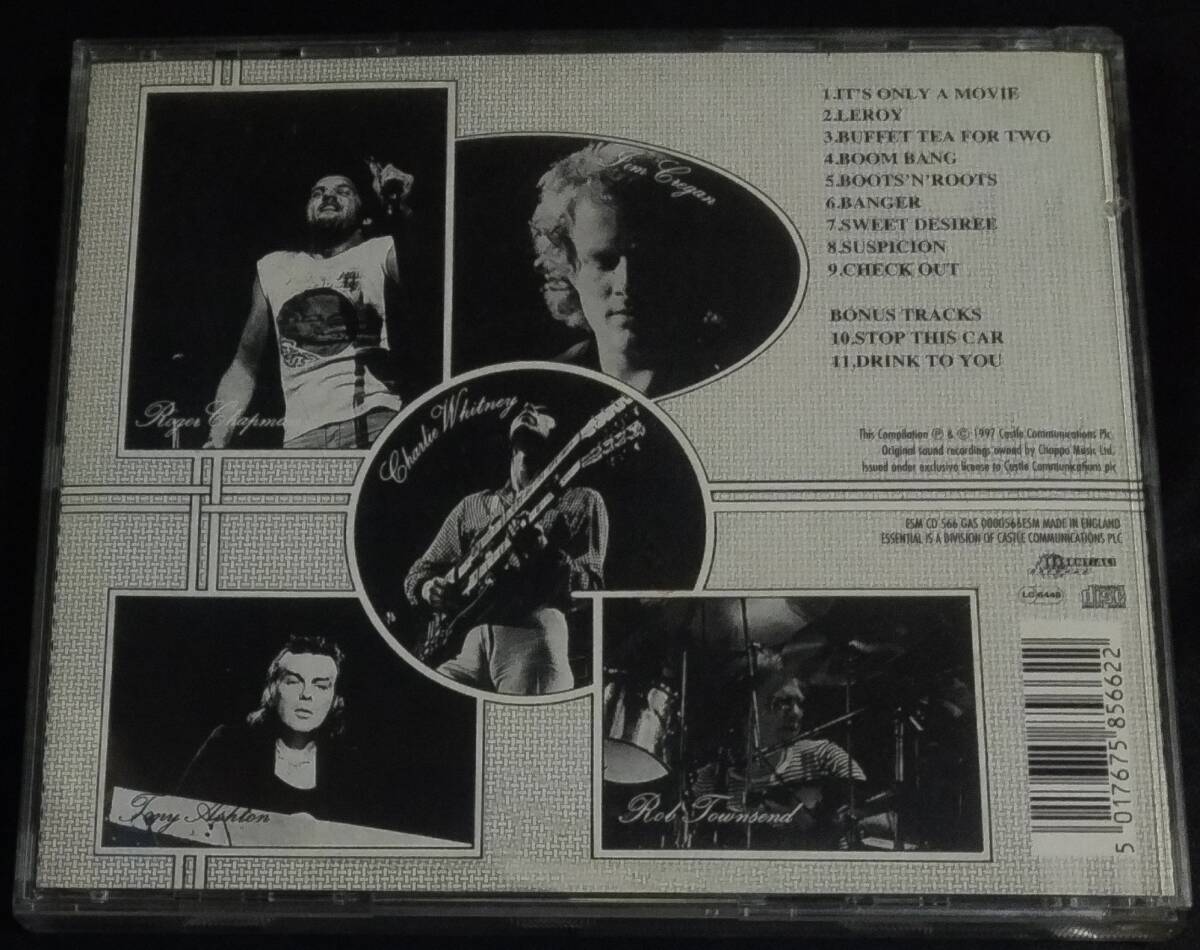 Roger Chapman
Jim Cregan
Charlie Whitney
Tony Ashton
Rob Townsend
1.IT'S ONLY A MOVIE
2.LEROY
3.BUFFET TEA FOR TWO
4.BOOM BANG
5.BOOTS'N'ROOTS
6.BANGER
7.SWEET DESIREE
8.SUSPICION
9.CHECK OUT
BONUS TRACKS
10.STOP THIS CAR
11.DRINK TO YOU
This Compilation ℗ & © 1997 Castle Communications Plc.
Original sound recordings owned by Chappo Music Ltd.
Issued under exclusive license to Castle Communications plc
ESM CD 566 GAS 0000566ESM MADE IN ENGLAND
ESSENTIAL IS A DIVISION OF CASTLE COMMUNICATIONS PLC
ESSENTIAL!
LC 6448
disc
5 017675 856622